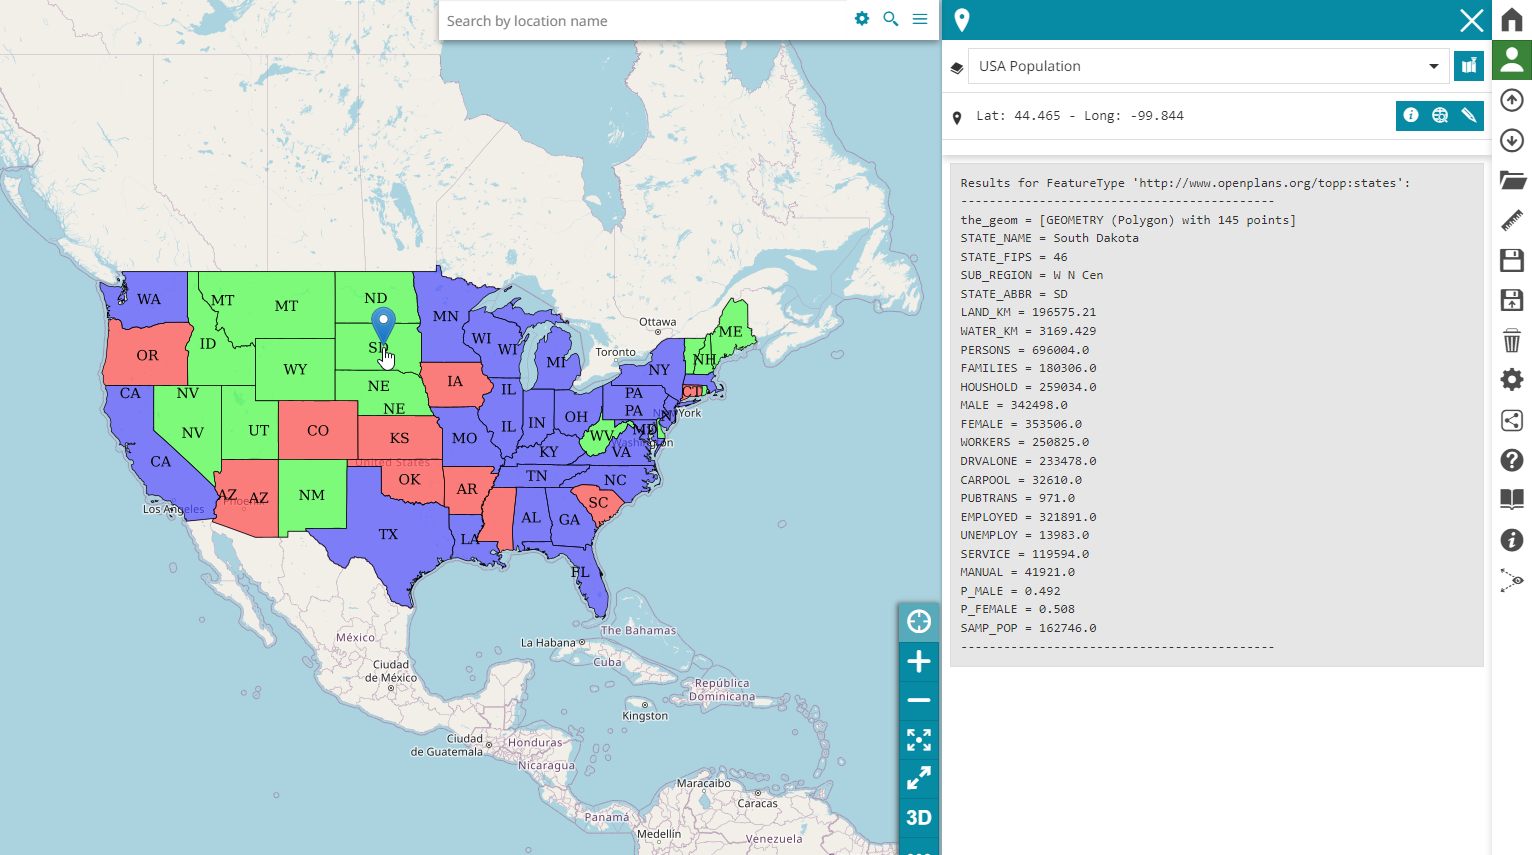 Search by location name
USA Population
Lat: 44.465 - Long: -99.844
Results for FeatureType 'http://www.openplans.org/topp:states':
--------------------------------------------
the_geom = [GEOMETRY (Polygon) with 145 points]
STATE_NAME = South Dakota
STATE_FIPS = 46
SUB_REGION = W N Cen
STATE_ABBR = SD
LAND_KM = 196575.21
WATER_KM = 3169.429
PERSONS = 696004.0
FAMILIES = 180306.0
HOUSHOLD = 259034.0
MALE = 342498.0
FEMALE = 353506.0
WORKERS = 250825.0
DRVALONE = 233478.0
CARPOOL = 32610.0
PUBTRANS = 971.0
EMPLOYED = 321891.0
UNEMPLOY = 13983.0
SERVICE = 119594.0
MANUAL = 41921.0
P_MALE = 0.492
P_FEMALE = 0.508
SAMP_POP = 162746.0
--------------------------------------------
WA
MT
MT
ND
MN
OR
ID
WY
SD
WI
WI
MI
Ottawa
Toronto
NY
ME
NH
CA
NV
NE
NE
IA
IL
PA
PA
CT
NV
UT
CO
KS
MO
IL
IN
OH
WV
MD
NJ
New York
Washington
CA
United States
KY
VA
AZ
AZ
Phoenix
NM
OK
AR
TN
NC
SC
Los Angeles
TX
LA
AL
GA
FL
México
Ciudad
de México
La Habana
The Bahamas
Cuba
República
Dominicana
Kingston
Ciudad
de Guatemala
Honduras
Nicaragua
Maracaibo
Caracas
Panamá
Medellín
Venezuela
3D